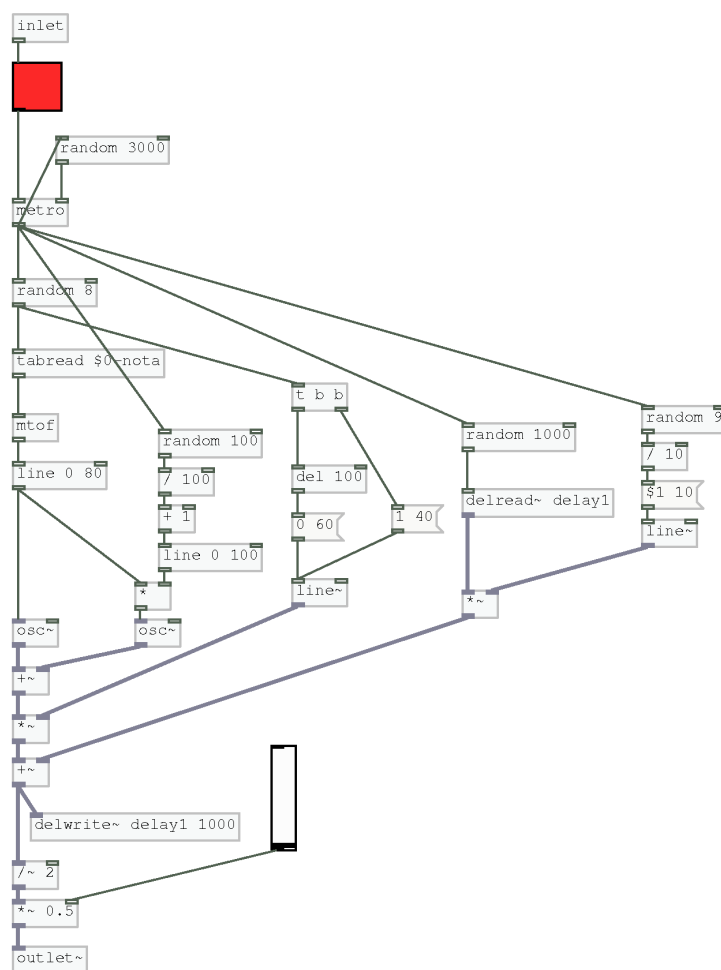 inlet
random 3000
metro
random 8
tabread $0-nota
mtof
line 0 80
random 100
/ 100
+ 1
line 0 100
*
t b b
del 100
0 60
1 40
line~
random 1000
delread~ delay1
*~
random 9
/ 10
$1 10
line~
osc~
osc~
+~
*~
+~
delwrite~ delay1 1000
/~ 2
*~ 0.5
outlet~